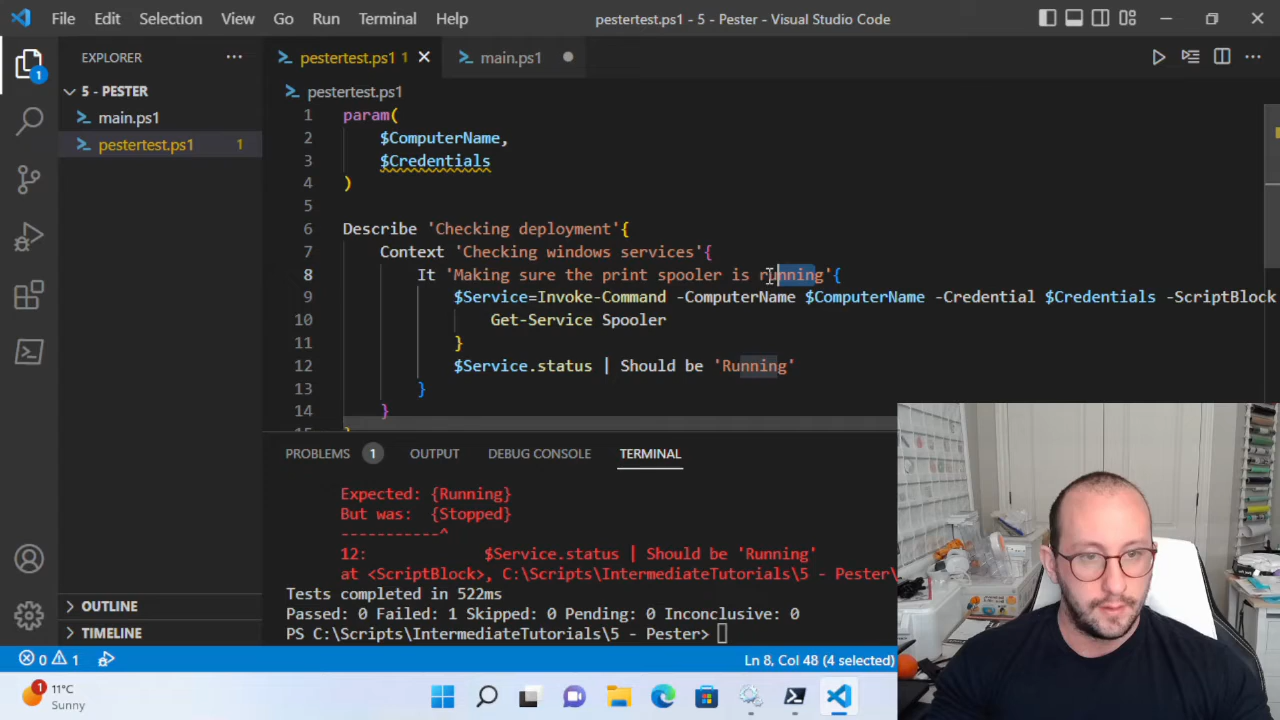 File Edit Selection View Go Run Terminal Help pestertest.ps1 - 5 - Pester - Visual Studio Code
EXPLORER
pestertest.ps1 1 main.ps1
5 - PESTER
main.ps1
pestertest.ps1 1
pestertest.ps1
1 param(
2 $ComputerName,
3 $Credentials
4 )
5
6 Describe 'Checking deployment'{
7 Context 'Checking windows services'{
8 It 'Making sure the print spooler is running'{
9 $Service=Invoke-Command -ComputerName $ComputerName -Credential $Credentials -ScriptBlock
10 Get-Service Spooler
11 }
12 $Service.status | Should be 'Running'
13 }
14 }
PROBLEMS 1 OUTPUT DEBUG CONSOLE TERMINAL
Expected: {Running}
But was: {Stopped}
-----------^
12: $Service.status | Should be 'Running'
at <ScriptBlock>, C:\Scripts\IntermediateTutorials\5 - Pester\
Tests completed in 522ms
Passed: 0 Failed: 1 Skipped: 0 Pending: 0 Inconclusive: 0
PS C:\Scripts\IntermediateTutorials\5 - Pester>
OUTLINE
TIMELINE
1
0 1 Ln 8, Col 48 (4 selected)
1 11°C
Sunny